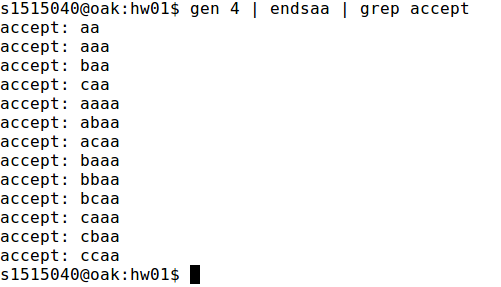 s1515040@oak:hw01$ gen 4 | endsaa | grep accept
accept: aa
accept: aaa
accept: baa
accept: caa
accept: aaaa
accept: abaa
accept: acaa
accept: baaa
accept: bbaa
accept: bcaa
accept: caaa
accept: cbaa
accept: ccaa
s1515040@oak:hw01$